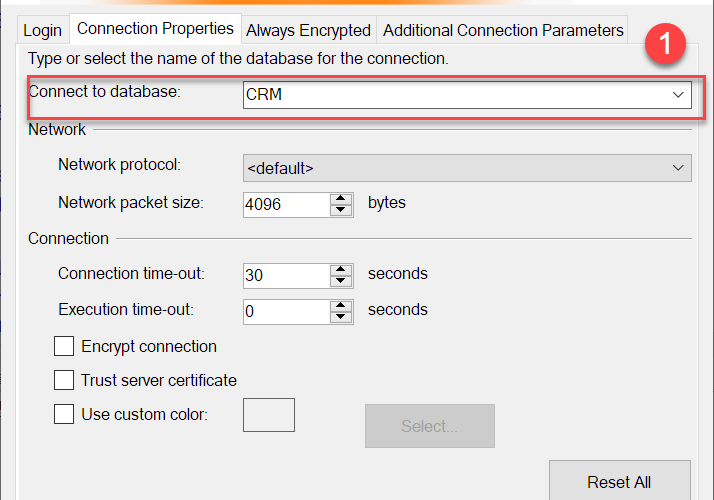 Login Connection Properties Always Encrypted Additional Connection Parameters
1
Type or select the name of the database for the connection.
Connect to database: CRM
Network
Network protocol: <default>
Network packet size: 4096 bytes
Connection
Connection time-out: 30 seconds
Execution time-out: 0 seconds
Encrypt connection
Trust server certificate
Use custom color: Select...
Reset All